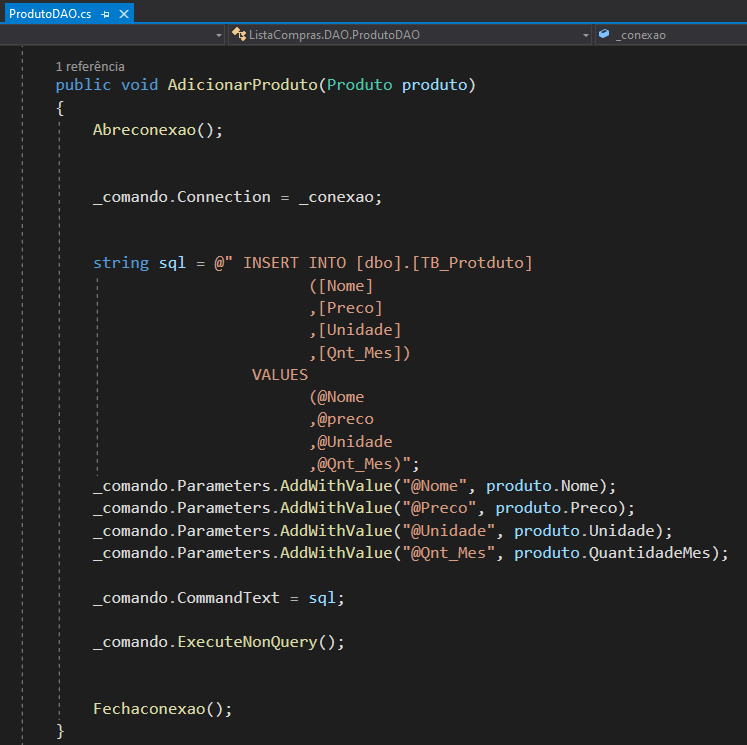 ProdutoDAO.cs
ListaCompras.DAO.ProdutoDAO
_conexao
1 referência
public void AdicionarProduto(Produto produto)
{
Abreconexao();
_comando.Connection = _conexao;
string sql = @" INSERT INTO [dbo].[TB_Protduto]
([Nome]
,[Preco]
,[Unidade]
,[Qnt_Mes])
VALUES
(@Nome
,@preco
,@Unidade
,@Qnt_Mes)";
_comando.Parameters.AddWithValue("@Nome", produto.Nome);
_comando.Parameters.AddWithValue("@Preco", produto.Preco);
_comando.Parameters.AddWithValue("@Unidade", produto.Unidade);
_comando.Parameters.AddWithValue("@Qnt_Mes", produto.QuantidadeMes);
_comando.CommandText = sql;
_comando.ExecuteNonQuery();
Fechaconexao();
}